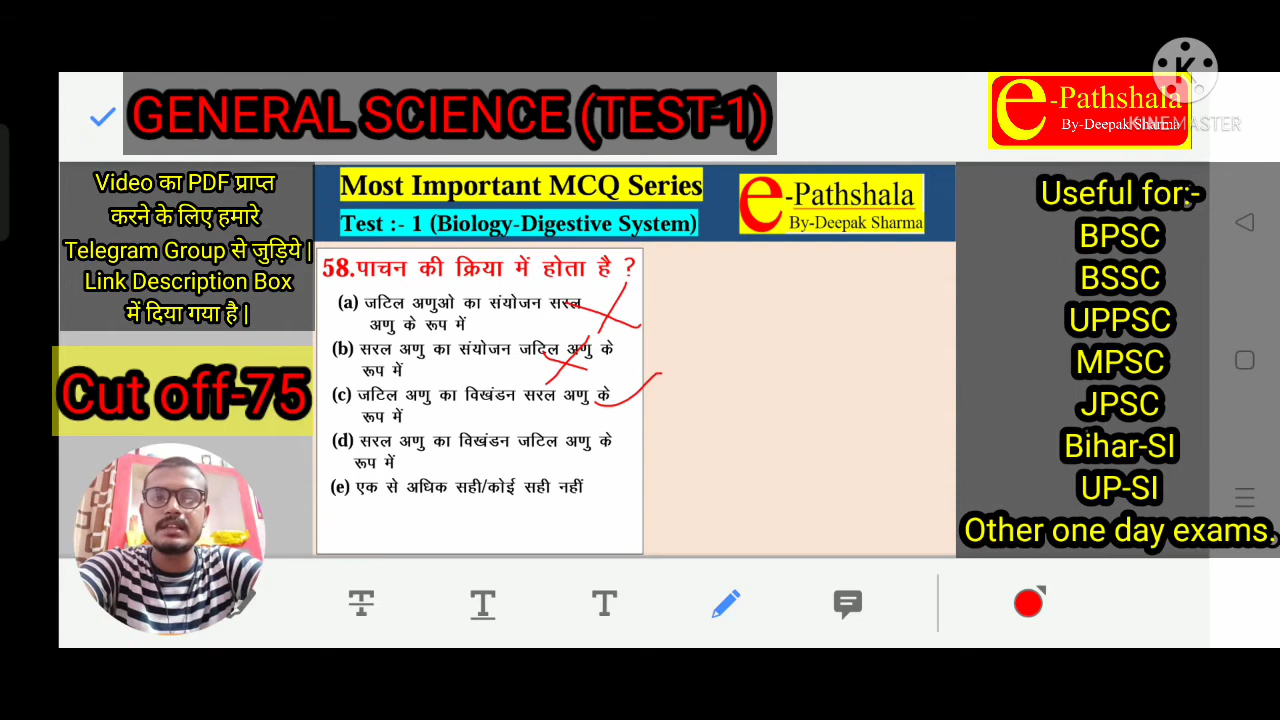 GENERAL SCIENCE (TEST-1)
e-Pathshala
By-Deepak Sharma
KINEMASTER
Video का PDF प्राप्त
करने के लिए हमारे
Telegram Group से जुड़िये |
Link Description Box
में दिया गया है |
Cut off-75
Most Important MCQ Series
Test :- 1 (Biology-Digestive System)
e-Pathshala
By-Deepak Sharma
58.पाचन की क्रिया में होता है ?
(a) जटिल अणुओ का संयोजन सरल
अणु के रूप में
(b) सरल अणु का संयोजन जटिल अणु के
रूप में
(c) जटिल अणु का विखंडन सरल अणु के
रूप में
(d) सरल अणु का विखंडन जटिल अणु के
रूप में
(e) एक से अधिक सही/कोई सही नहीं
Useful for:-
BPSC
BSSC
UPPSC
MPSC
JPSC
Bihar-SI
UP-SI
Other one day exams.
T T T